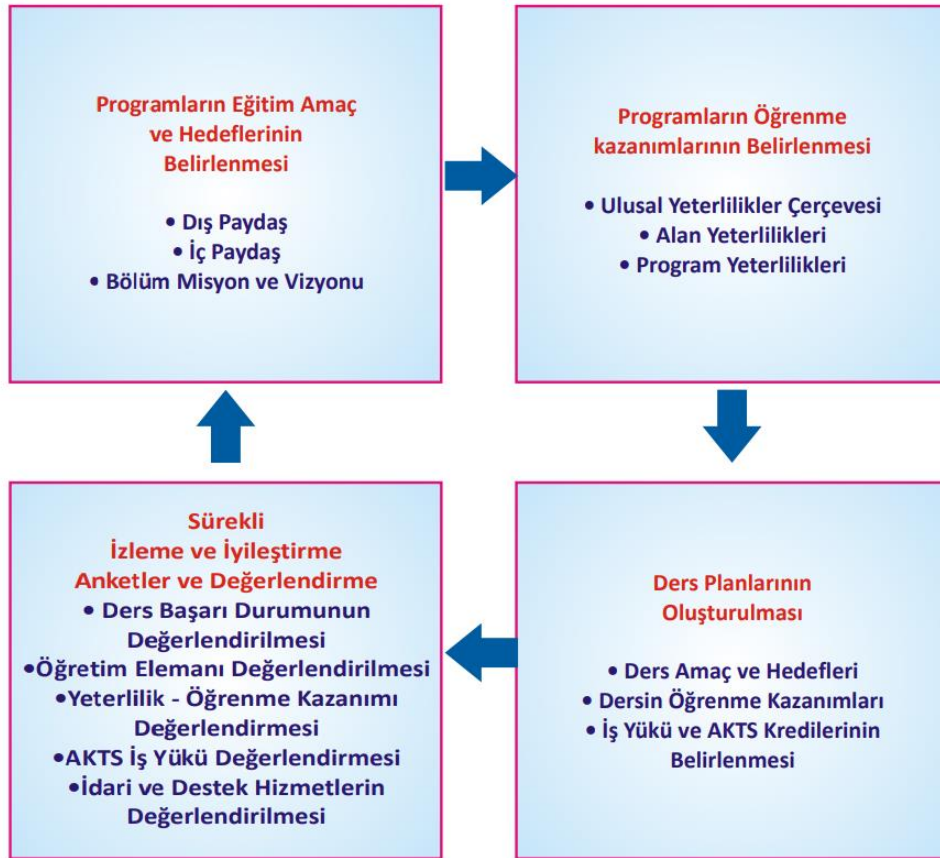 Programların Eğitim Amaç
ve Hedeflerinin
Belirlenmesi
• Dış Paydaş
• İç Paydaş
• Bölüm Misyon ve Vizyonu
Programların Öğrenme
kazanımlarının Belirlenmesi
• Ulusal Yeterlilikler Çerçevesi
• Alan Yeterlilikleri
• Program Yeterlilikleri
Ders Planlarının
Oluşturulması
• Ders Amaç ve Hedefleri
• Dersin Öğrenme Kazanımları
• İş Yükü ve AKTS Kredilerinin
Belirlenmesi
Sürekli
İzleme ve İyileştirme
Anketler ve Değerlendirme
• Ders Başarı Durumunun
Değerlendirilmesi
•Öğretim Elemanı Değerlendirilmesi
•Yeterlilik - Öğrenme Kazanımı
Değerlendirmesi
•AKTS İş Yükü Değerlendirmesi
•İdari ve Destek Hizmetlerin
Değerlendirilmesi